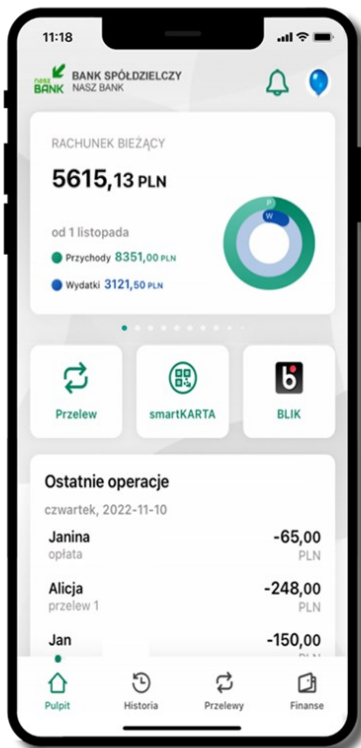 11:18
nasz
BANK
BANK SPÓŁDZIELCZY
NASZ BANK
RACHUNEK BIEŻĄCY
5615,13 PLN
od 1 listopada
Przychody 8351,00 PLN
Wydatki 3121,50 PLN
P
W
Przelew
smartKARTA
BLIK
Ostatnie operacje
czwartek, 2022-11-10
Janina -65,00
opłata PLN
Alicja -248,00
przelew 1 PLN
Jan -150,00
Pulpit
Historia
Przelewy
Finanse